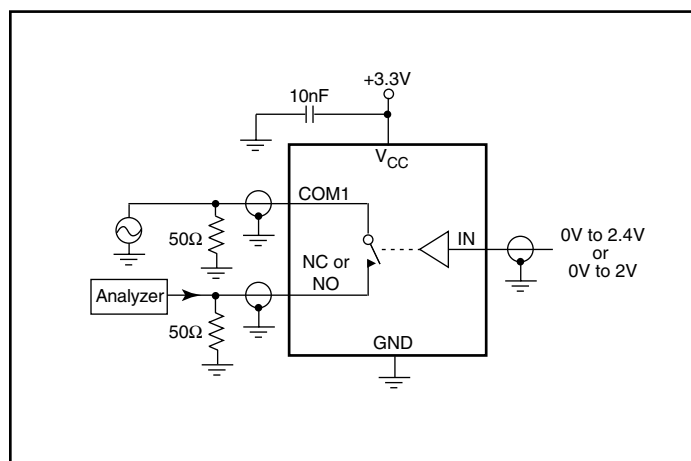 +3.3V
10nF
VCC
COM1
50Ω
NC or
NO
IN
0V to 2.4V
or
0V to 2V
Analyzer
50Ω
GND